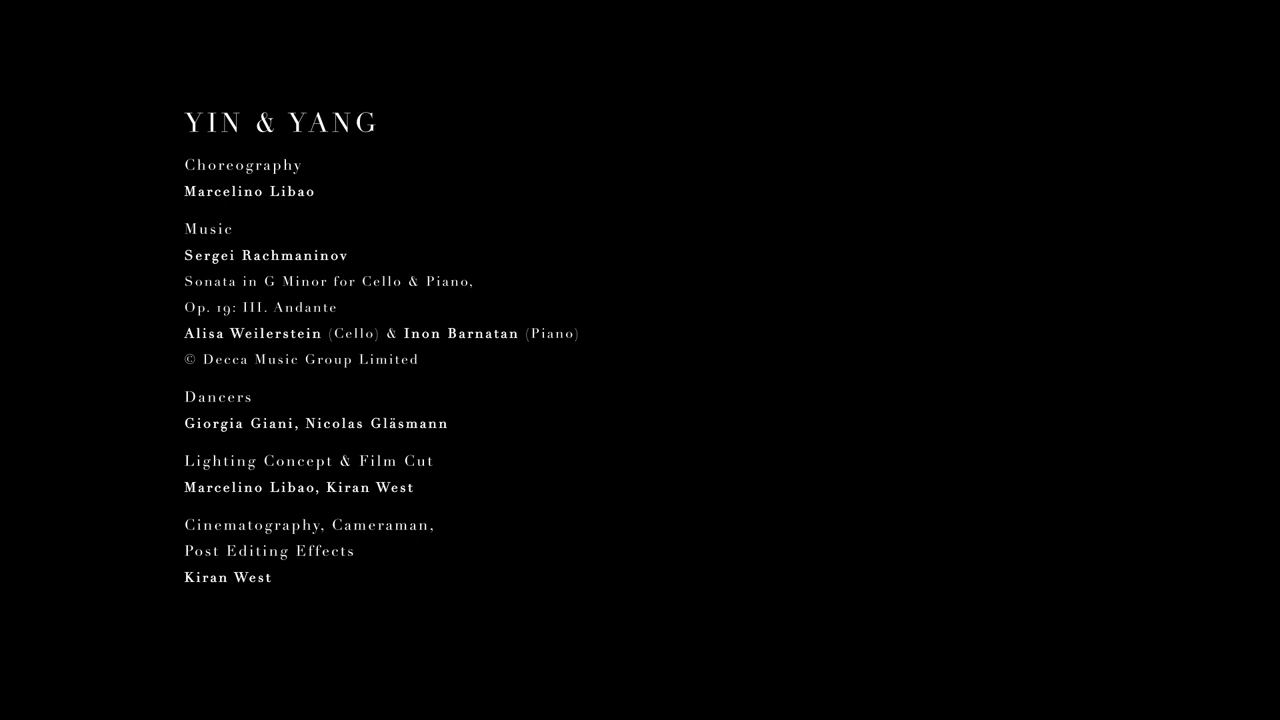 YIN & YANG
Choreography
Marcelino Libao
Music
Sergei Rachmaninov
Sonata in G Minor for Cello & Piano,
Op. 19: III. Andante
Alisa Weilerstein (Cello) & Inon Barnatan (Piano)
© Decca Music Group Limited
Dancers
Giorgia Giani, Nicolas Gläsmann
Lighting Concept & Film Cut
Marcelino Libao, Kiran West
Cinematography, Cameraman,
Post Editing Effects
Kiran West